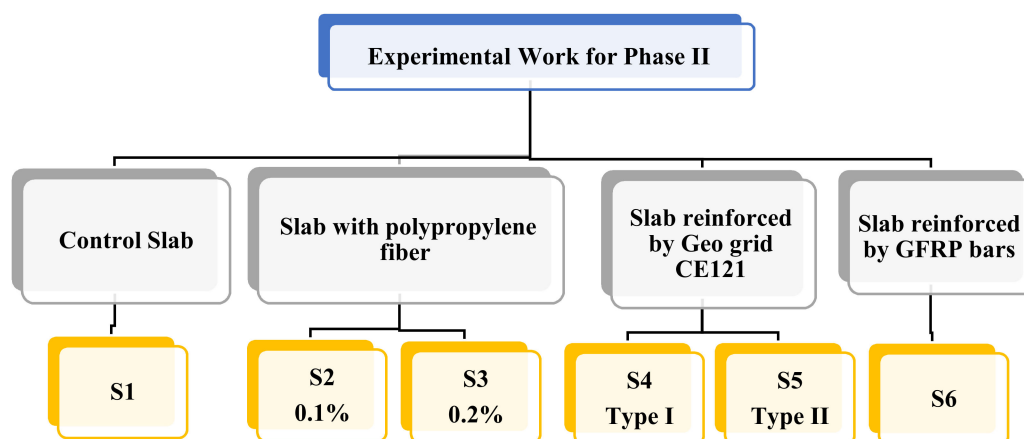 Experimental Work for Phase II
Control Slab
Slab with polypropylene
fiber
Slab reinforced
by Geo grid
CE121
Slab reinforced
by GFRP bars
S1
S2
0.1%
S3
0.2%
S4
Type I
S5
Type II
S6